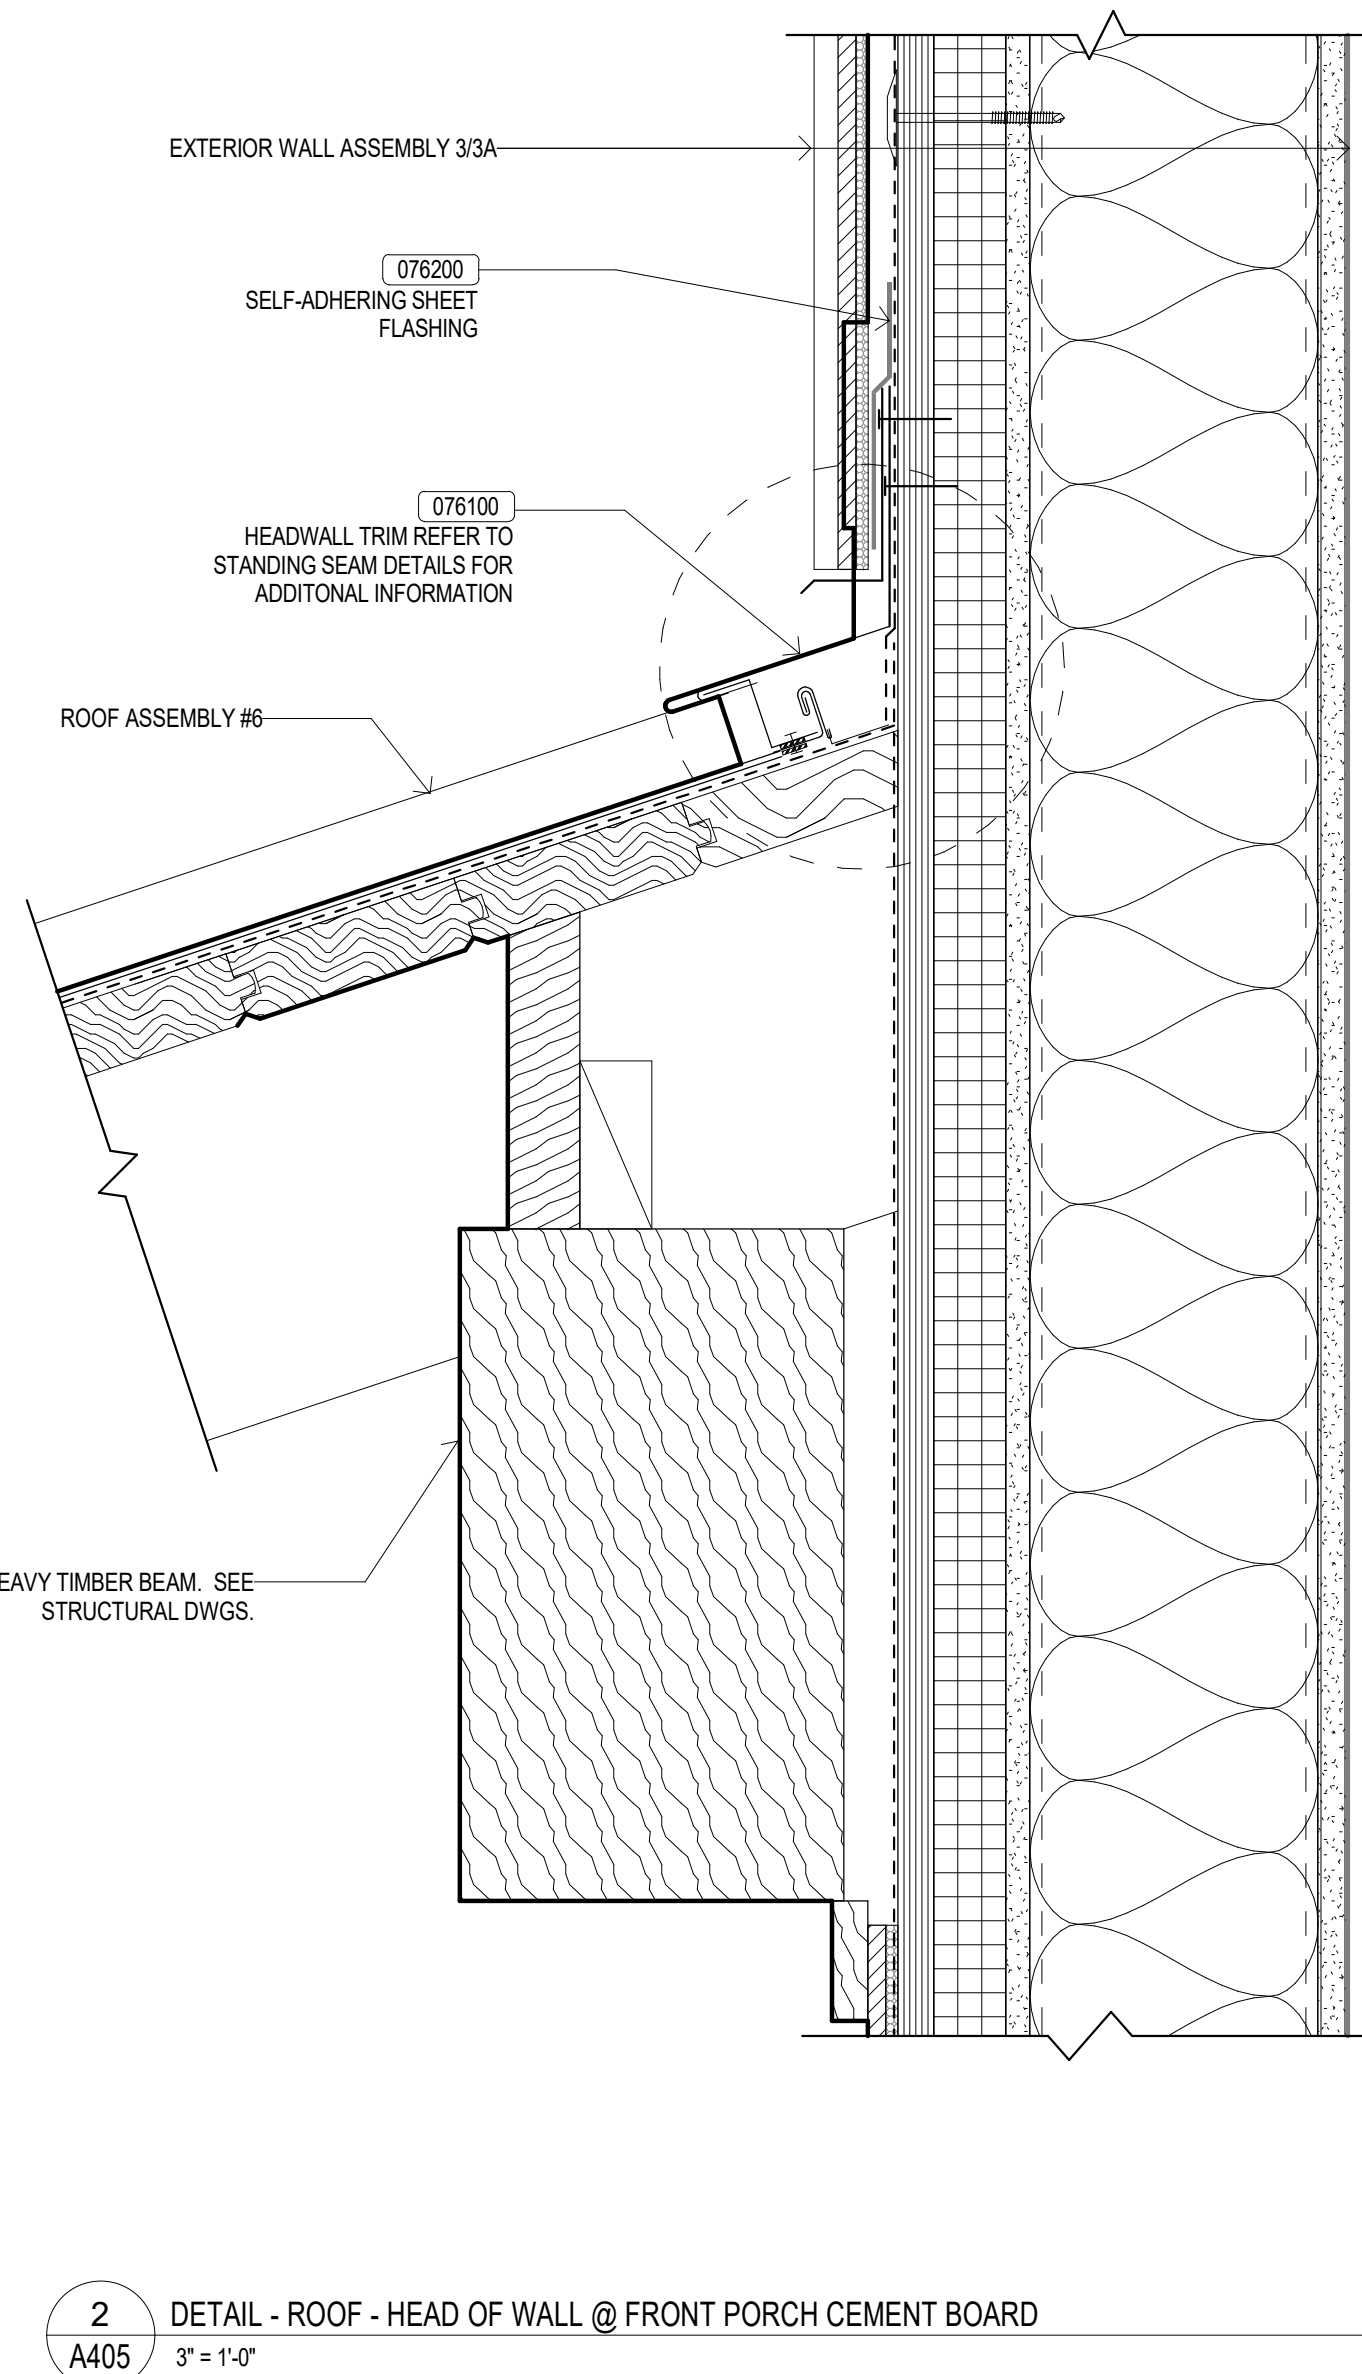 EXTERIOR WALL ASSEMBLY 3/3A
076200
SELF-ADHERING SHEET
FLASHING
076100
HEADWALL TRIM REFER TO
STANDING SEAM DETAILS FOR
ADDITONAL INFORMATION
ROOF ASSEMBLY #6
EAVY TIMBER BEAM. SEE
STRUCTURAL DWGS.
2
DETAIL - ROOF - HEAD OF WALL @ FRONT PORCH CEMENT BOARD
A405
3" = 1'-0"